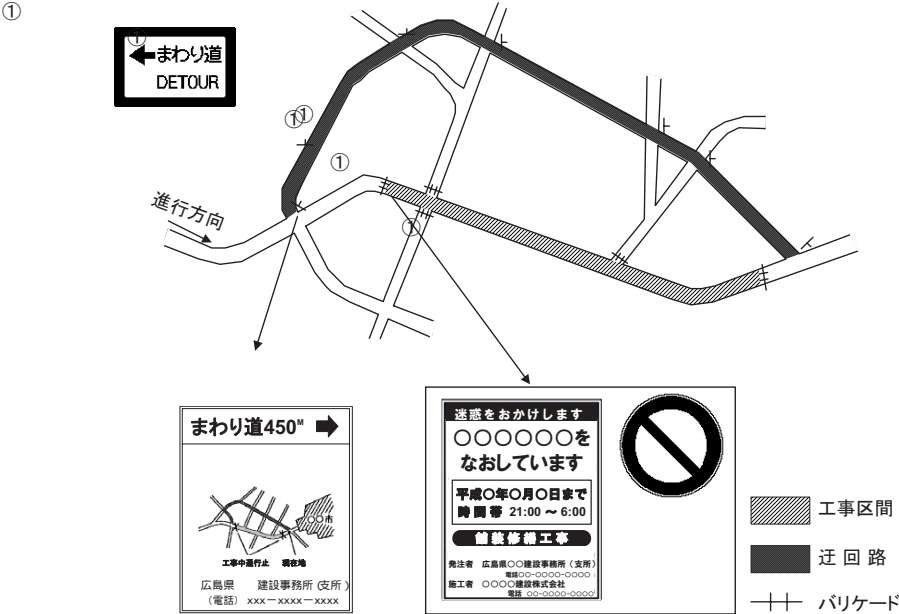 ①
①
まわり道
DETOUR
①①
①
進行方向
①
まわり道450M
○○市
工事中通行止 現在地
広島県 建設事務所(支所)
(電話) xxx－xxxx－xxxx
迷惑をおかけします
○○○○○○を
なおしています
平成○年○月○日まで
時間帯 21:00 ～ 6:00
舗装修繕工事
発注者 広島県○○建設事務所(支所)
電話○○-○○○○-○○○○
施工者 ○○○○建設株式会社
電話 ○○-○○○○-○○○○
工事区間
迂回路
バリケード